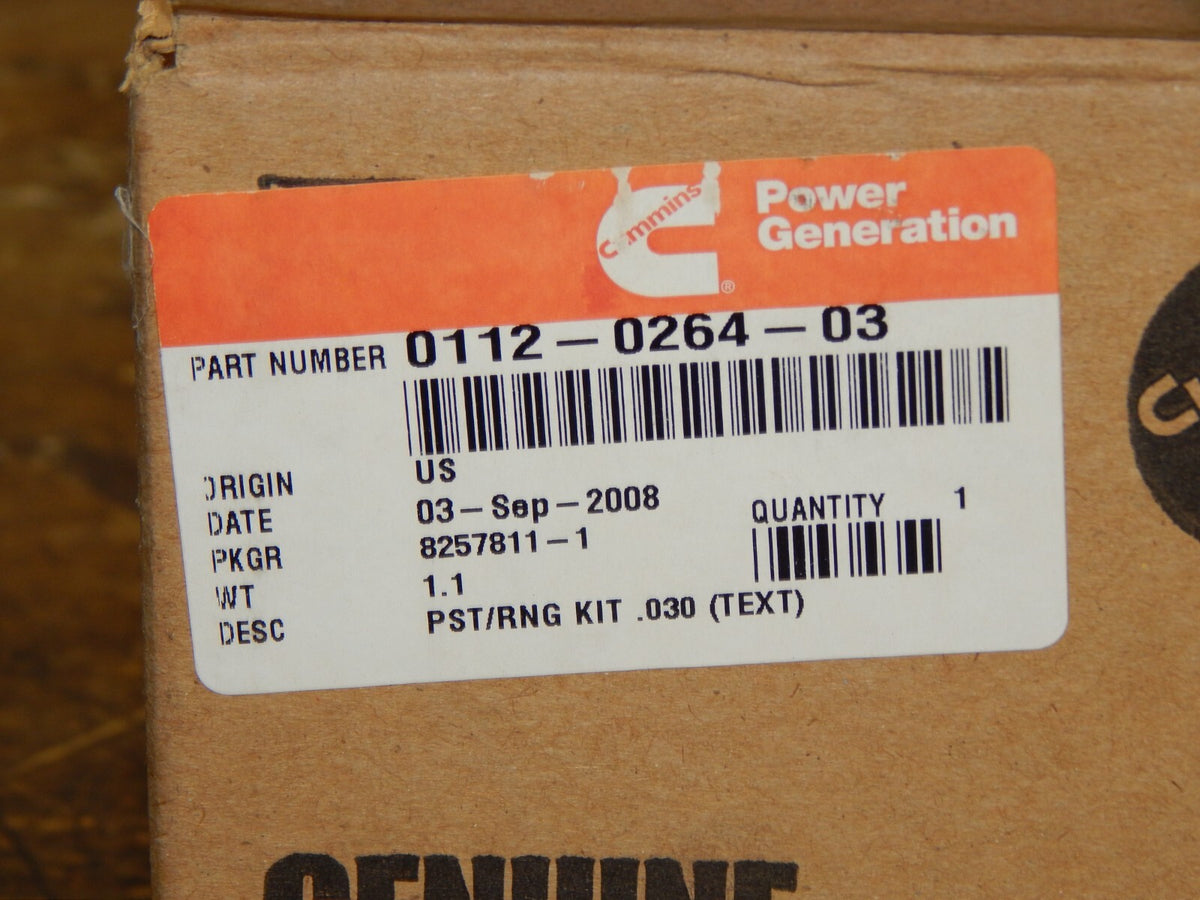 Cummins
Power
Generation
®
PART NUMBER 0112-0264-03
ORIGIN US
DATE 03-Sep-2008
PKGR 8257811-1
QUANTITY 1
WT 1.1
DESC PST/RNG KIT .030 (TEXT)
GENUINE